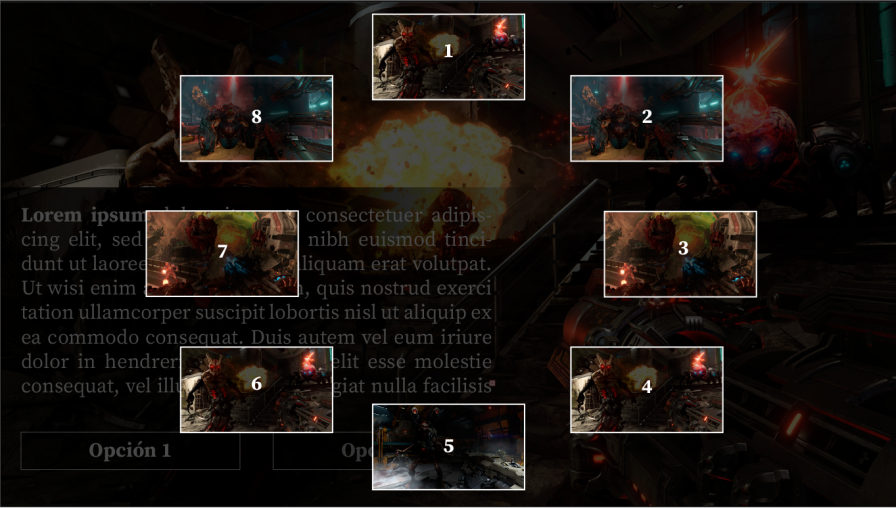 1
8
2
Lorem ipsum consectetuer adipis-
cing elit, sed nibh euismod tinci-
7
3
dunt ut laoree liquam erat volutpat.
Ut wisi enim quis nostrud exerci
tation ullamcorper suscipit lobortis nisl ut aliquip ex
ea commodo consequat. Duis autem vel eum iriure
dolor in hendrer elit esse molestie
6
4
consequat, vel illu giat nulla facilisis
5
Opción 1
Opc